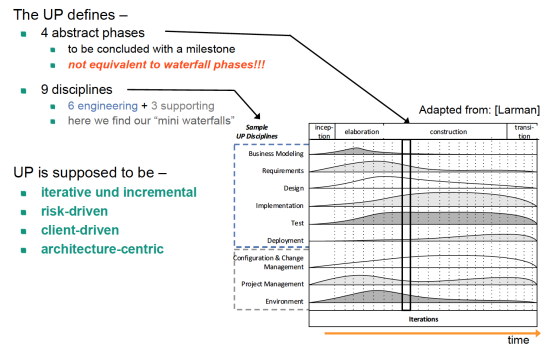 The UP defines –
4 abstract phases
to be concluded with a milestone
not equivalent to waterfall phases!!!
9 disciplines
6 engineering + 3 supporting
here we find our “mini waterfalls”
UP is supposed to be –
iterative und incremental
risk-driven
client-driven
architecture-centric
Adapted from: [Larman]
Sample
UP Disciplines
incep-
tion
elaboration
construction
transi-
tion
Business Modeling
Requirements
Design
Implementation
Test
Deployment
Configuration & Change
Management
Project Management
Environment
Iterations
time